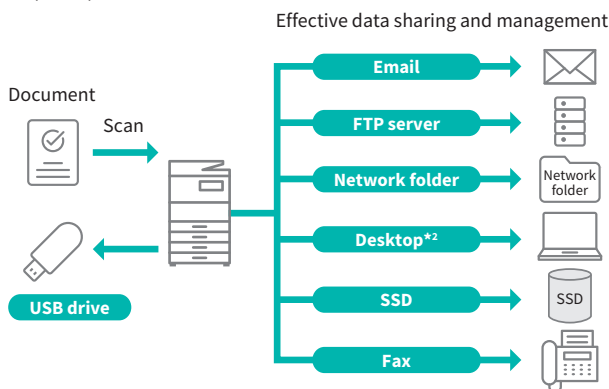 Effective data sharing and management
Document
Scan
USB drive
Email
FTP server
Network folder
Network
folder
Desktop*2
SSD
SSD
Fax